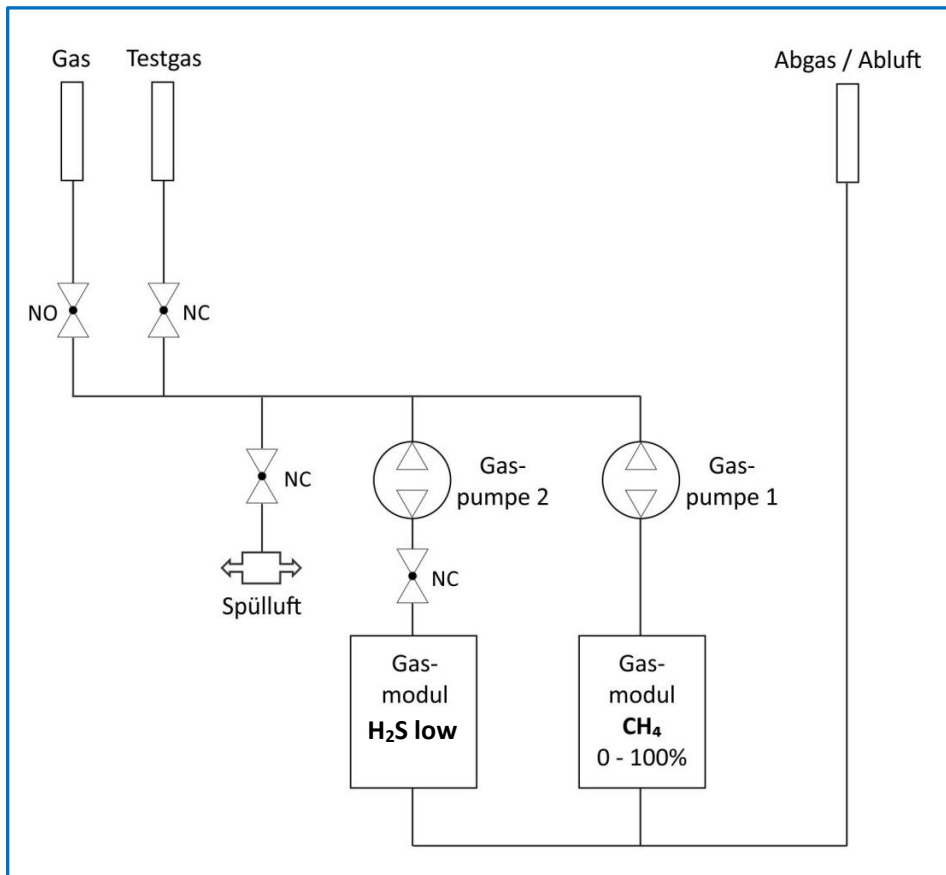 Gas
Testgas
Abgas / Abluft
NO
NC
NC
Gas-
pumpe 2
Gas-
pumpe 1
NC
Spülluft
Gas-
modul
H₂S low
Gas-
modul
CH₄
0 - 100%